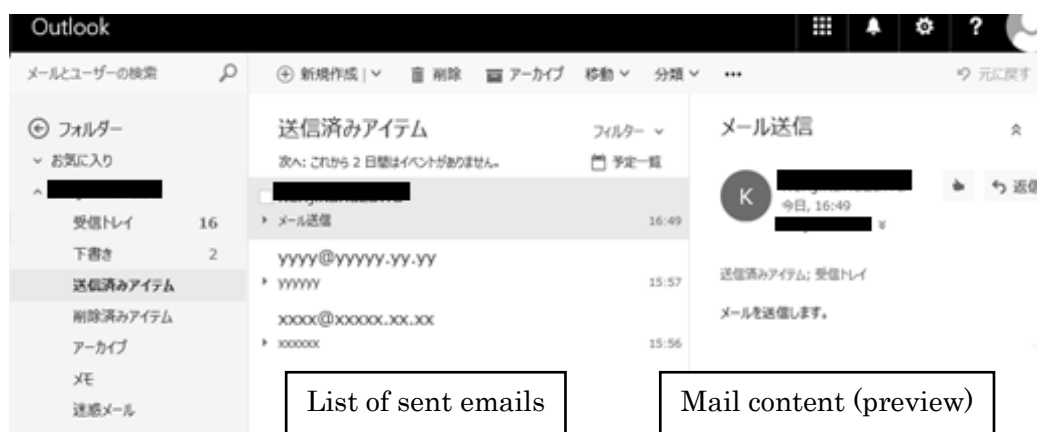 Outlook
?
メールとユーザーの検索
新規作成 | 削除 アーカイブ 移動 分類 ...
元に戻す
フォルダー
お気に入り
受信トレイ 16
下書き 2
送信済みアイテム
削除済みアイテム
アーカイブ
メモ
迷惑メール
送信済みアイテム
フィルター
次へ: これから 2 日間はイベントがありません。
予定一覧
メール送信 16:49
yyyy@yyyyy.yy.yy
yyyyyy 15:57
xxxx@xxxxx.xx.xx
xxxxxx 15:56
List of sent emails
メール送信
K
今日, 16:49
返信
送信済みアイテム; 受信トレイ
メールを送信します。
Mail content (preview)